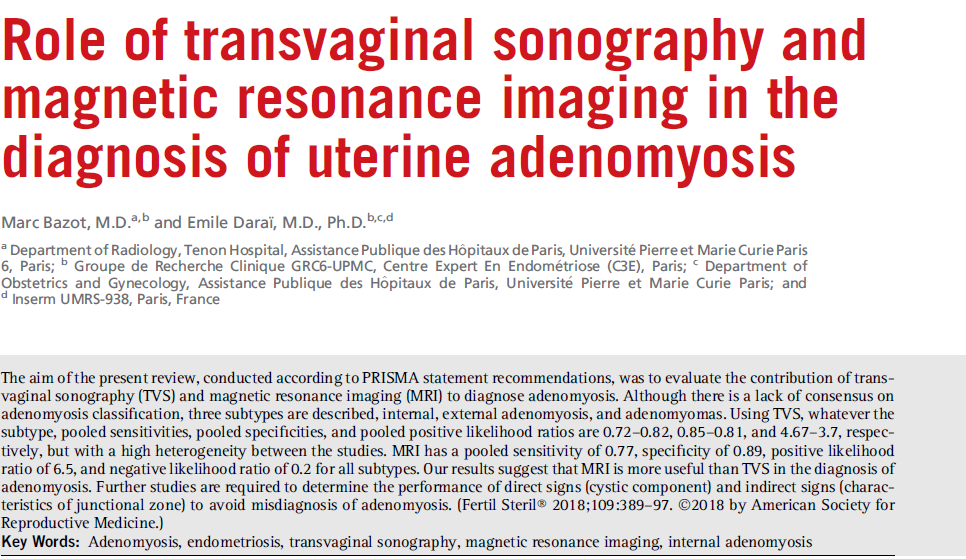 Role of transvaginal sonography and
magnetic resonance imaging in the
diagnosis of uterine adenomyosis
Marc Bazot, M.D.a,b and Emile Daraï, M.D., Ph.D.b,c,d
a Department of Radiology, Tenon Hospital, Assistance Publique des Hôpitaux de Paris, Université Pierre et Marie Curie Paris
6, Paris; b Groupe de Recherche Clinique GRC6-UPMC, Centre Expert En Endométriose (C3E), Paris; c Department of
Obstetrics and Gynecology, Assistance Publique des Hôpitaux de Paris, Université Pierre et Marie Curie Paris; and
d Inserm UMRS-938, Paris, France
The aim of the present review, conducted according to PRISMA statement recommendations, was to evaluate the contribution of trans-
vaginal sonography (TVS) and magnetic resonance imaging (MRI) to diagnose adenomyosis. Although there is a lack of consensus on
adenomyosis classification, three subtypes are described, internal, external adenomyosis, and adenomyomas. Using TVS, whatever the
subtype, pooled sensitivities, pooled specificities, and pooled positive likelihood ratios are 0.72–0.82, 0.85–0.81, and 4.67–3.7, respec-
tively, but with a high heterogeneity between the studies. MRI has a pooled sensitivity of 0.77, specificity of 0.89, positive likelihood
ratio of 6.5, and negative likelihood ratio of 0.2 for all subtypes. Our results suggest that MRI is more useful than TVS in the diagnosis of
adenomyosis. Further studies are required to determine the performance of direct signs (cystic component) and indirect signs (charac-
teristics of junctional zone) to avoid misdiagnosis of adenomyosis. (Fertil Steril® 2018;109:389–97. ©2018 by American Society for
Reproductive Medicine.)
Key Words: Adenomyosis, endometriosis, transvaginal sonography, magnetic resonance imaging, internal adenomyosis